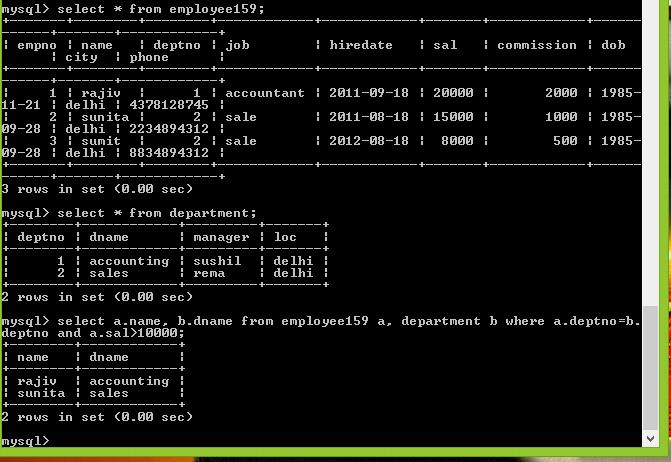 mysql> select * from employee159;
+-------+--------+--------+------------+------------+-------+------------+------
------+-------+------------+
| empno | name   | deptno | job        | hiredate   | sal   | commission | dob
      | city  | phone      |
+-------+--------+--------+------------+------------+-------+------------+------
------+-------+------------+
|     1 | rajiv  |      1 | accountant | 2011-09-18 | 20000 |       2000 | 1985-
11-21 | delhi | 4378128745 |
|     2 | sunita |      2 | sale       | 2011-08-18 | 15000 |       1000 | 1985-
09-28 | delhi | 2234894312 |
|     3 | sumit  |      2 | sale       | 2012-08-18 |  8000 |        500 | 1985-
09-28 | delhi | 8834894312 |
+-------+--------+--------+------------+------------+-------+------------+------
------+-------+------------+
3 rows in set (0.00 sec)
mysql> select * from department;
+--------+------------+---------+-------+
| deptno | dname      | manager | loc   |
+--------+------------+---------+-------+
|      1 | accounting | sushil  | delhi |
|      2 | sales      | rema    | delhi |
+--------+------------+---------+-------+
2 rows in set (0.00 sec)
mysql> select a.name, b.dname from employee159 a, department b where a.deptno=b.
deptno and a.sal>10000;
+--------+------------+
| name   | dname      |
+--------+------------+
| rajiv  | accounting |
| sunita | sales      |
+--------+------------+
2 rows in set (0.00 sec)
mysql>